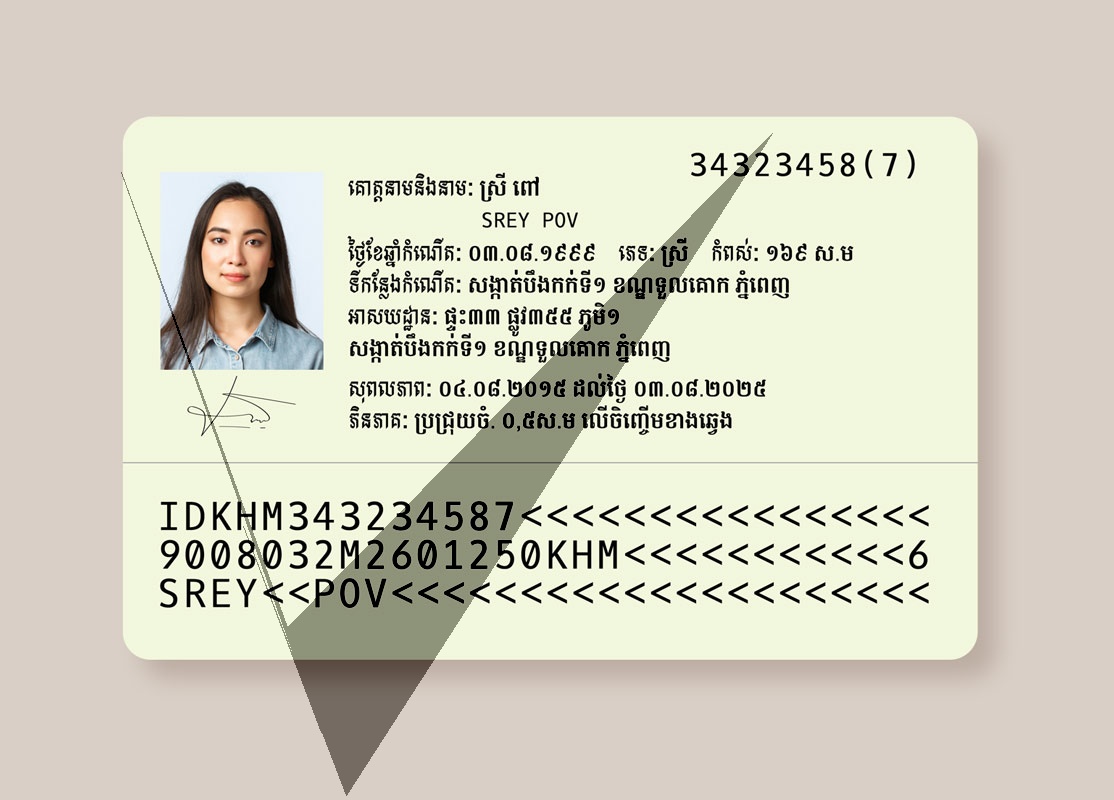 34323458(7)
គោត្តនាមនិងនាម: ស្រី ពៅ
SREY POV
ថ្ងៃខែឆ្នាំកំណើត: ០៣.០៨.១៩៩៩ ភេទ: ស្រី កំពស់: ១៦៩ ស.ម
ទីកន្លែងកំណើត: សង្កាត់បឹងកក់ទី១ ខណ្ឌទួលគោក ភ្នំពេញ
អាសយដ្ឋាន: ផ្ទះ៣៣ ផ្លូវ៣៥៥ ភូមិ១
សង្កាត់បឹងកក់ទី១ ខណ្ឌទួលគោក ភ្នំពេញ
សុពលភាព: ០៤.០៨.២០១៥ ដល់ថ្ងៃ ០៣.០៨.២០២៥
ភិនភាគ: ប្រជ្រុយចំ. ០,៥ស.ម លើចិញ្ចើមខាងឆ្វេង
IDKHM343234587<<<<<<<<<<<<<<<<
9008032M2601250KHM<<<<<<<<<<<6
SREY<<POV<<<<<<<<<<<<<<<<<<<<<